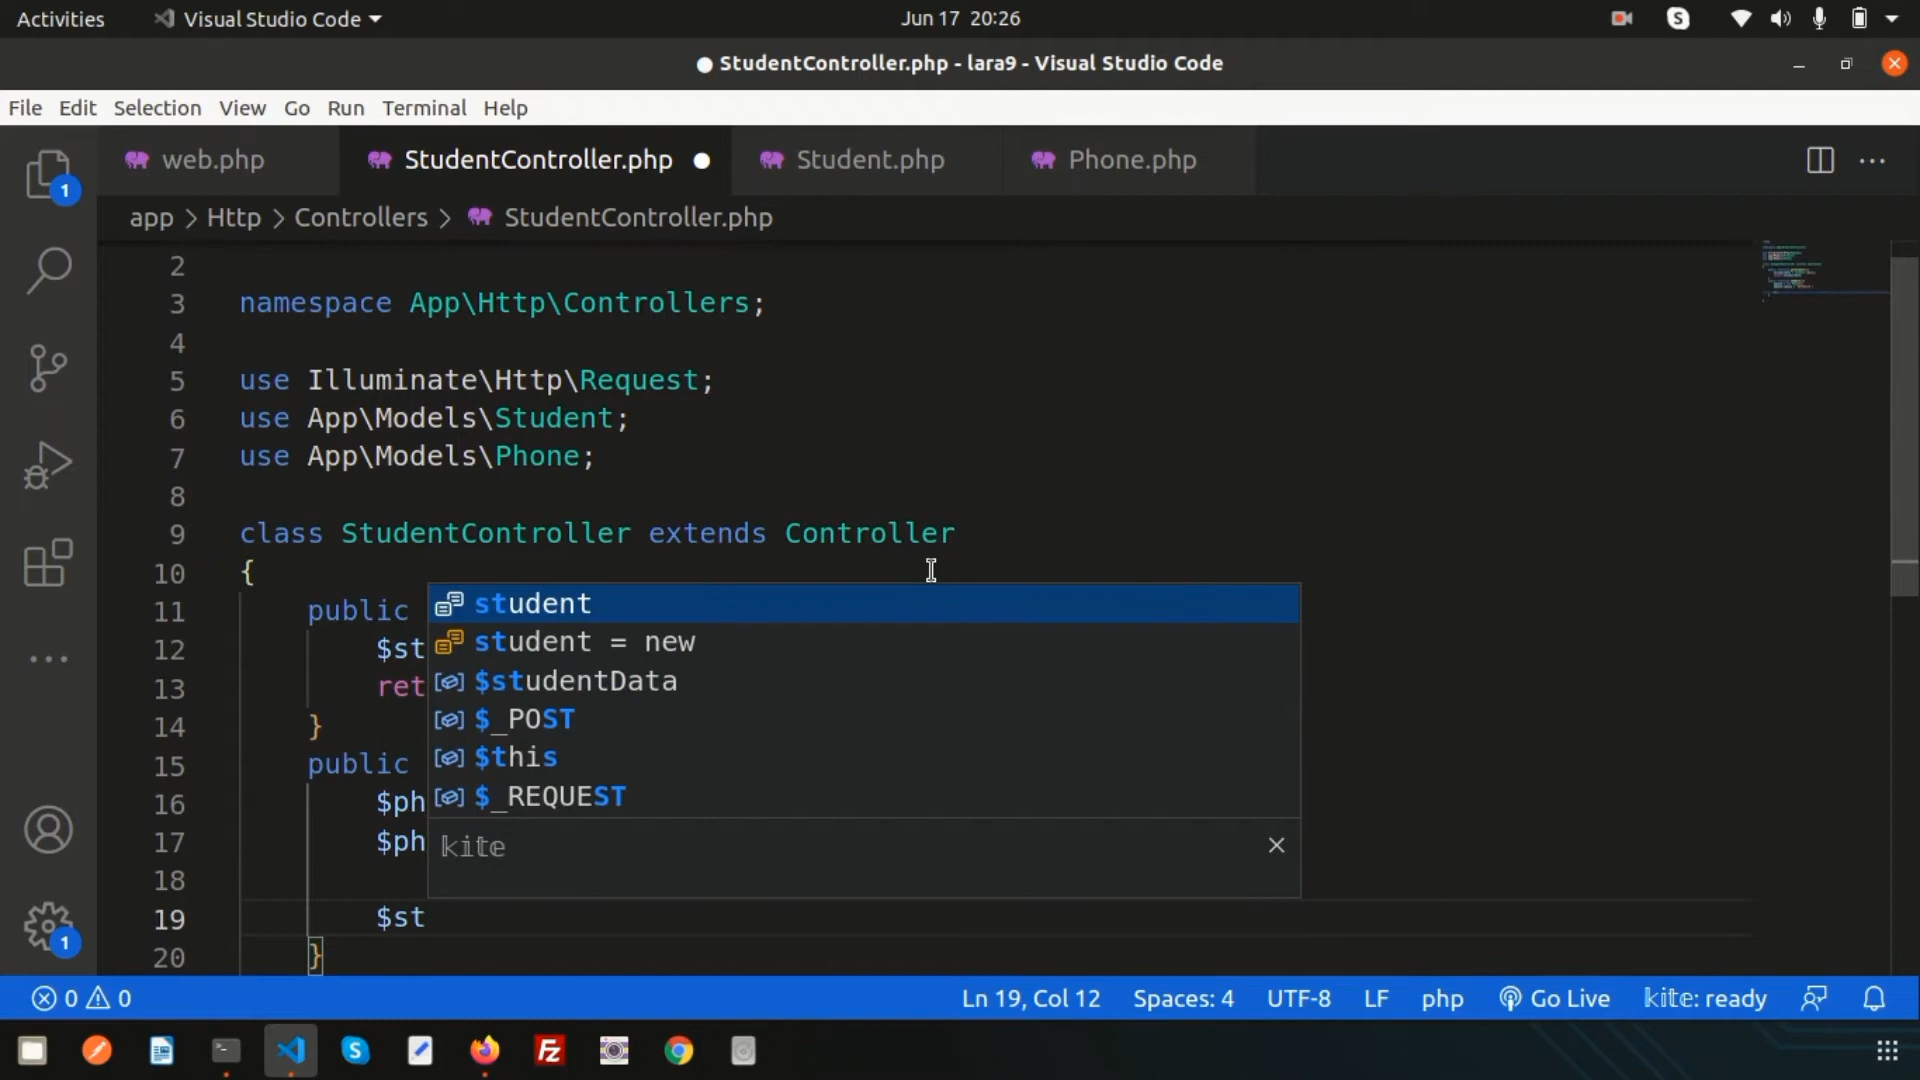 Activities Visual Studio Code Jun 17 20:26
StudentController.php - lara9 - Visual Studio Code
File Edit Selection View Go Run Terminal Help
web.php StudentController.php Student.php Phone.php
app > Http > Controllers > StudentController.php
2
3 namespace App\Http\Controllers;
4
5 use Illuminate\Http\Request;
6 use App\Models\Student;
7 use App\Models\Phone;
8
9 class StudentController extends Controller
10 {
11 public
12 $st
13 ret
14 }
15 public
16 $ph
17 $ph
18
19 $st
20 }
student
student = new
$studentData
$_POST
$this
$_REQUEST
kite
1
1
0 0 Ln 19, Col 12 Spaces: 4 UTF-8 LF php Go Live kite: ready